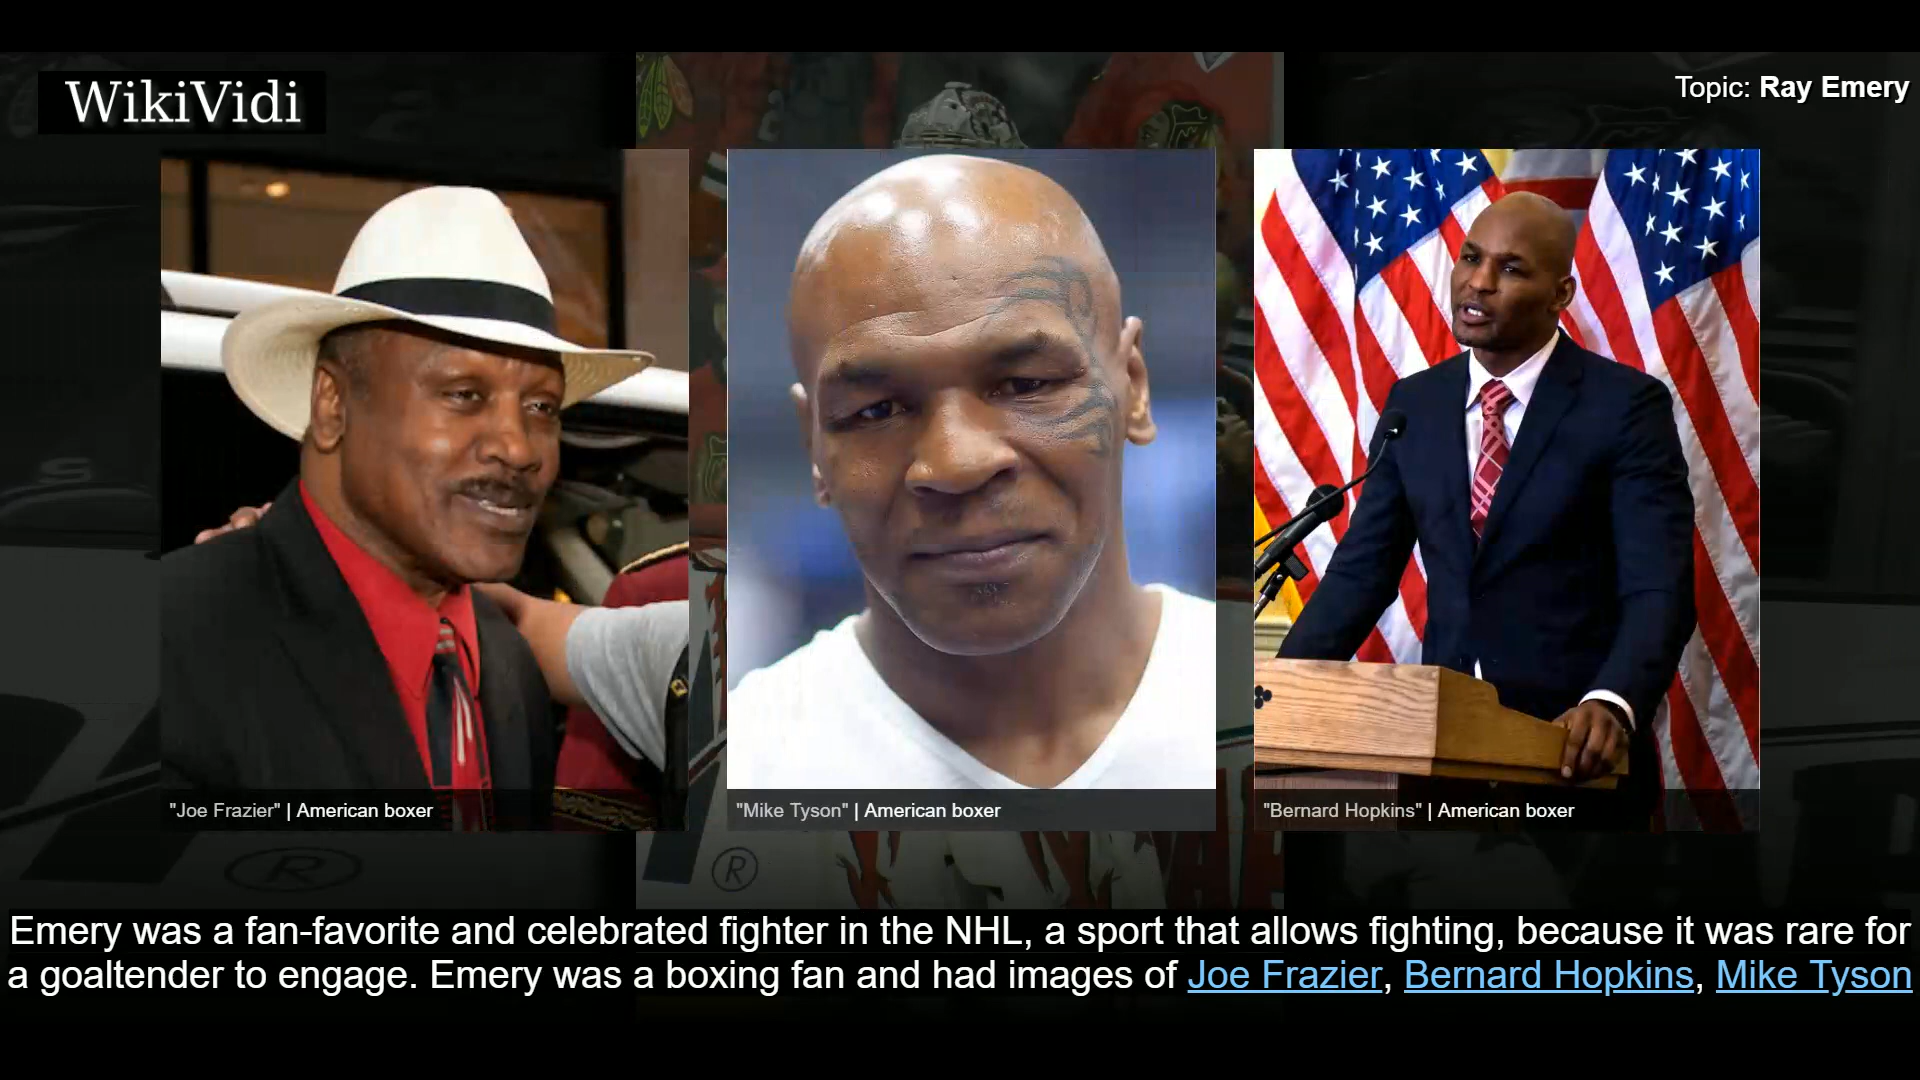 WikiVidi
Topic: Ray Emery
S
"Joe Frazier" | American boxer
"Mike Tyson" | American boxer
"Bernard Hopkins" | American boxer
®
®
Emery was a fan-favorite and celebrated fighter in the NHL, a sport that allows fighting, because it was rare for
a goaltender to engage. Emery was a boxing fan and had images of Joe Frazier, Bernard Hopkins, Mike Tyson